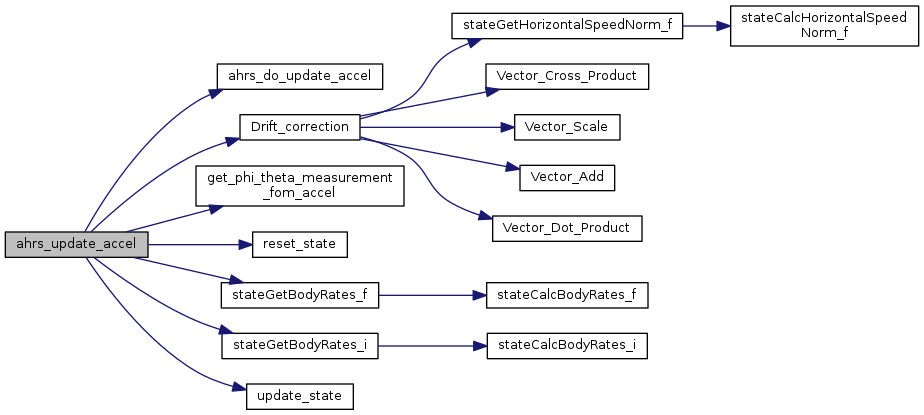 ahrs_update_accel
ahrs_do_update_accel
Drift_correction
get_phi_theta_measurement
_fom_accel
reset_state
stateGetBodyRates_f
stateGetBodyRates_i
update_state
stateGetHorizontalSpeedNorm_f
Vector_Cross_Product
Vector_Scale
Vector_Add
Vector_Dot_Product
stateCalcBodyRates_f
stateCalcBodyRates_i
stateCalcHorizontalSpeed
Norm_f